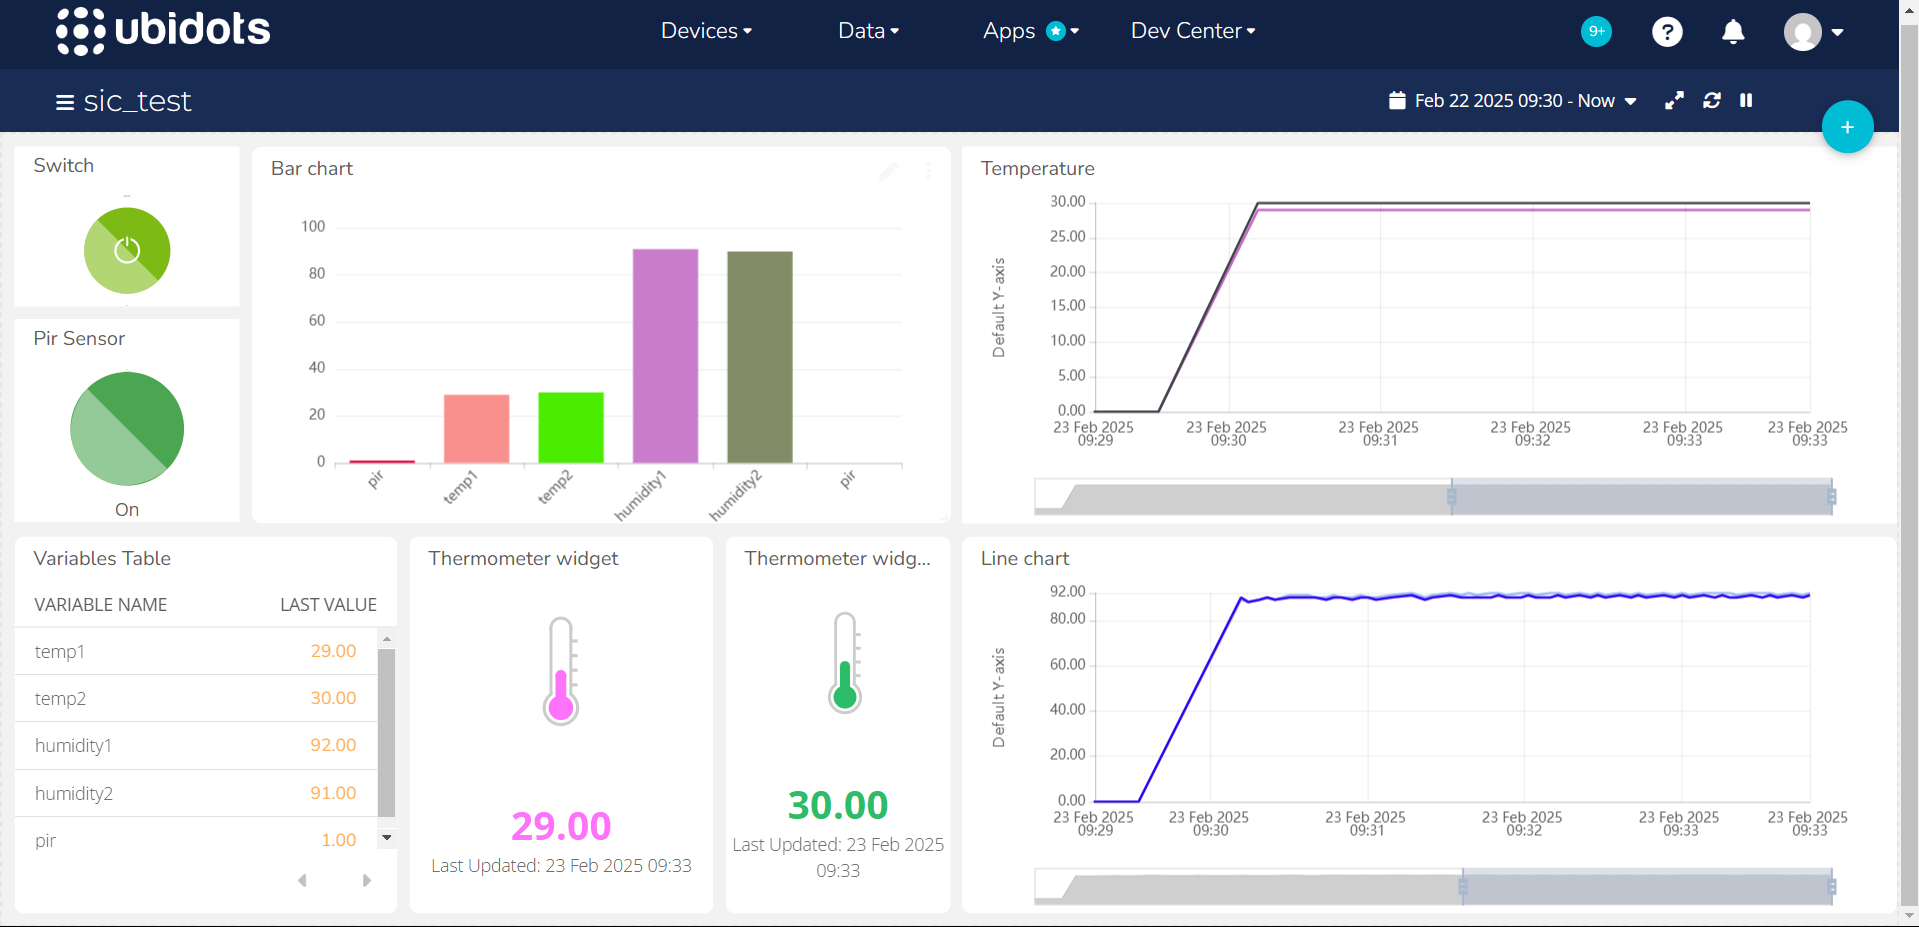 ubidots
Devices
Data
Apps
Dev Center
9+
?
sic_test
Feb 22 2025 09:30 - Now
+
Switch
Pir Sensor
On
Bar chart
100
80
60
40
20
0
pir
temp1
temp2
humidity1
humidity2
pir
Temperature
Default Y-axis
30.00
25.00
20.00
15.00
10.00
5.00
0.00
23 Feb 2025 23 Feb 2025 23 Feb 2025 23 Feb 2025 23 Feb 2025 23 Feb 2025
09:29 09:30 09:31 09:32 09:33 09:33
Variables Table
VARIABLE NAME LAST VALUE
temp1 29.00
temp2 30.00
humidity1 92.00
humidity2 91.00
pir 1.00
Thermometer widget
29.00
Last Updated: 23 Feb 2025 09:33
Thermometer widg...
30.00
Last Updated: 23 Feb 2025
09:33
Line chart
Default Y-axis
92.00
80.00
60.00
40.00
20.00
0.00
23 Feb 2025 23 Feb 2025 23 Feb 2025 23 Feb 2025 23 Feb 2025 23 Feb 2025
09:29 09:30 09:31 09:32 09:33 09:33